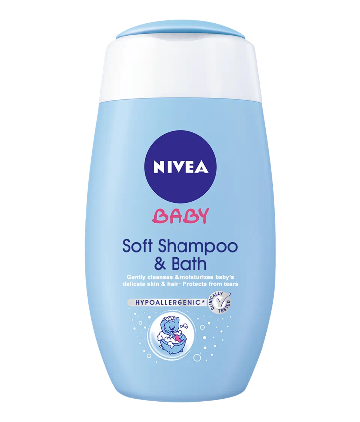 NIVEA
BABY
Soft Shampoo
& Bath
Gently cleanses & moisturizes baby's
delicate skin & hair · Protects from tears
HYPOALLERGENIC*